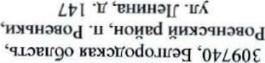 309740, Белгородская область,
Ровеньский район, п. Ровеньки,
ул. Ленина, д. 147